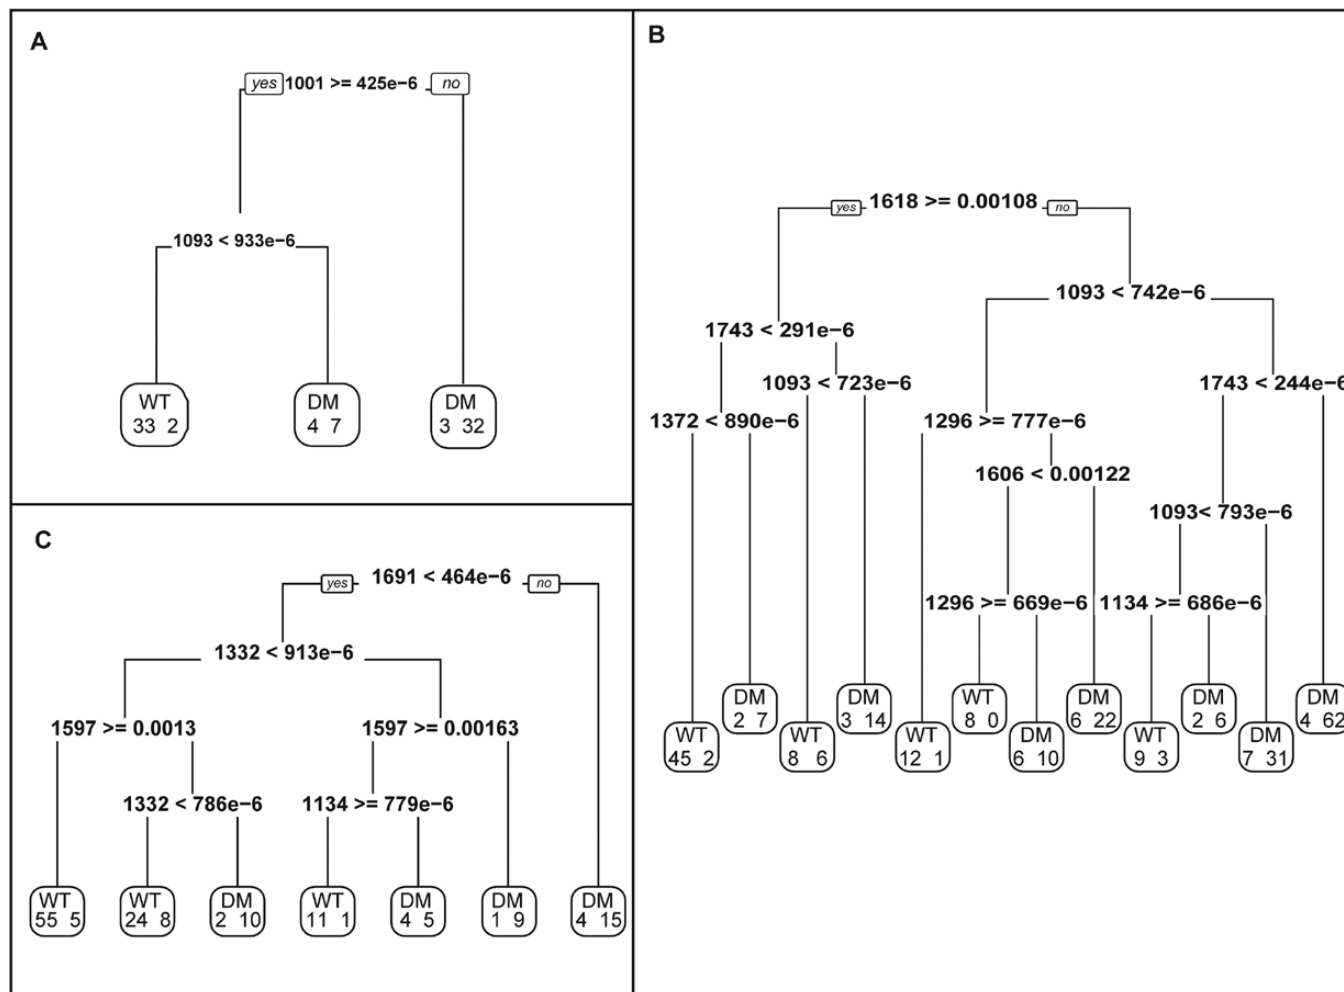 A
yes 1001 >= 425e−6 no
1093 < 933e−6
WT
33 2
DM
4 7
DM
3 32
B
yes 1618 >= 0.00108 no
1093 < 742e−6
1743 < 291e−6
1093 < 723e−6
1743 < 244e−6
1372 < 890e−6
1296 >= 777e−6
1606 < 0.00122
1093< 793e−6
1296 >= 669e−6
1134 >= 686e−6
WT
45 2
DM
2 7
WT
8 6
DM
3 14
WT
12 1
WT
8 0
DM
6 10
DM
6 22
WT
9 3
DM
2 6
DM
7 31
DM
4 62
C
yes 1691 < 464e−6 no
1332 < 913e−6
1597 >= 0.0013
1597 >= 0.00163
1332 < 786e−6
1134 >= 779e−6
WT
55 5
WT
24 8
DM
2 10
WT
11 1
DM
4 5
DM
1 9
DM
4 15